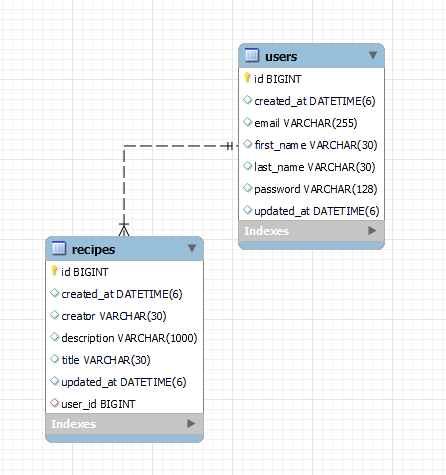 users
id BIGINT
created_at DATETIME(6)
email VARCHAR(255)
first_name VARCHAR(30)
last_name VARCHAR(30)
password VARCHAR(128)
updated_at DATETIME(6)
Indexes
recipes
id BIGINT
created_at DATETIME(6)
creator VARCHAR(30)
description VARCHAR(1000)
title VARCHAR(30)
updated_at DATETIME(6)
user_id BIGINT
Indexes